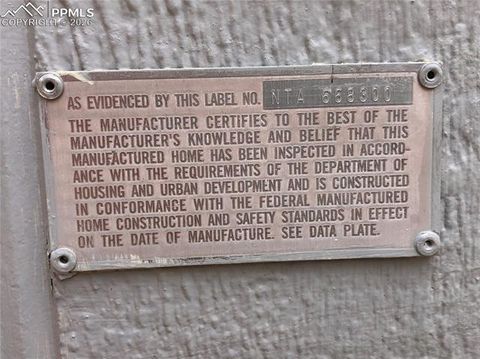 PPMLS
COPYRIGHT © 2026
AS EVIDENCED BY THIS LABEL NO. NTA
THE MANUFACTURER CERTIFIES TO THE BEST OF THE
MANUFACTURER'S KNOWLEDGE AND BELIEF THAT THIS
MANUFACTURED HOME HAS BEEN INSPECTED IN ACCORD-
ANCE WITH THE REQUIREMENTS OF THE DEPARTMENT OF
HOUSING AND URBAN DEVELOPMENT AND IS CONSTRUCTED
IN CONFORMANCE WITH THE FEDERAL MANUFACTURED
HOME CONSTRUCTION AND SAFETY STANDARDS IN EFFECT
ON THE DATE OF MANUFACTURE. SEE DATA PLATE.